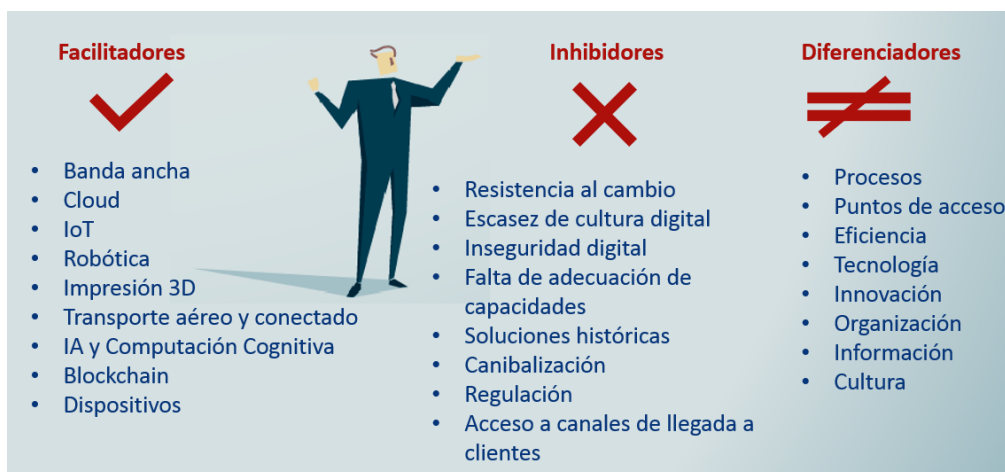 Facilitadores
• Banda ancha
• Cloud
• IoT
• Robótica
• Impresión 3D
• Transporte aéreo y conectado
• IA y Computación Cognitiva
• Blockchain
• Dispositivos
Inhibidores
• Resistencia al cambio
• Escasez de cultura digital
• Inseguridad digital
• Falta de adecuación de
capacidades
• Soluciones históricas
• Canibalización
• Regulación
• Acceso a canales de llegada a
clientes
Diferenciadores
• Procesos
• Puntos de acceso
• Eficiencia
• Tecnología
• Innovación
• Organización
• Información
• Cultura